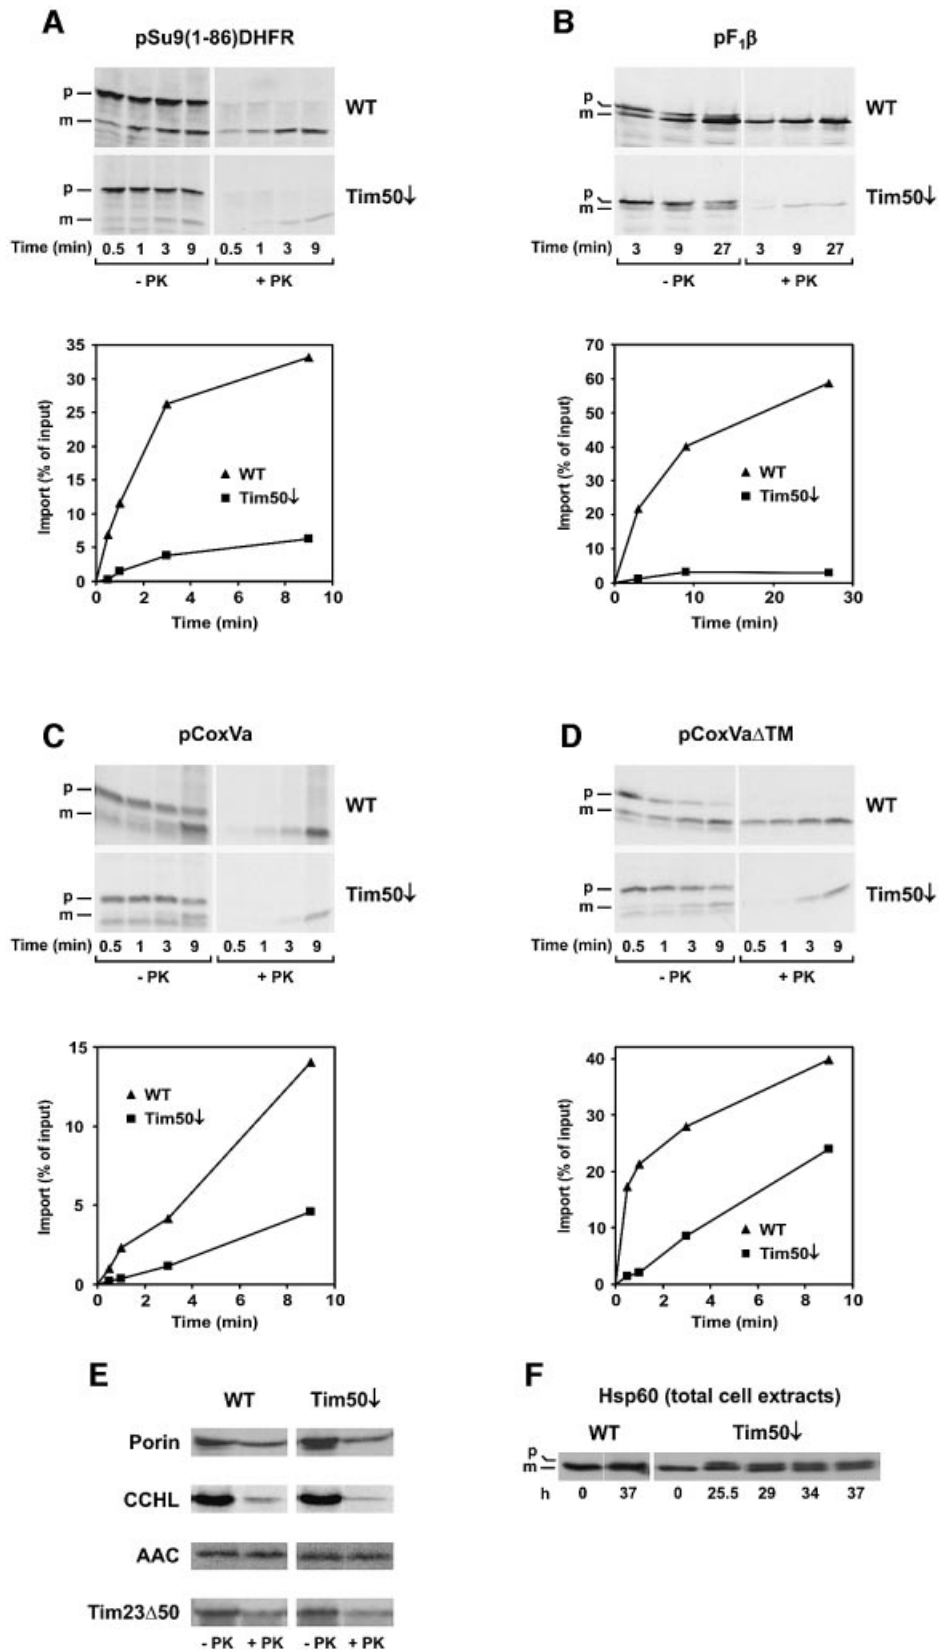 A
pSu9(1-86)DHFR
p
m
WT
p
m
Tim50↓
Time (min) 0.5 1 3 9 0.5 1 3 9
- PK + PK
35
30
25
20
15
10
5
0
Import (% of input)
WT
Tim50↓
0 2 4 6 8 10
Time (min)
B
pF₁β
p
m
WT
p
m
Tim50↓
Time (min) 3 9 27 3 9 27
- PK + PK
70
60
50
40
30
20
10
0
Import (% of input)
WT
Tim50↓
0 10 20 30
Time (min)
C
pCoxVa
p
m
WT
p
m
Tim50↓
Time (min) 0.5 1 3 9 0.5 1 3 9
- PK + PK
15
10
5
0
Import (% of input)
WT
Tim50↓
0 2 4 6 8 10
Time (min)
D
pCoxVaΔTM
p
m
WT
p
m
Tim50↓
Time (min) 0.5 1 3 9 0.5 1 3 9
- PK + PK
40
30
20
10
0
Import (% of input)
WT
Tim50↓
0 2 4 6 8 10
Time (min)
E
WT Tim50↓
Porin
CCHL
AAC
Tim23Δ50
- PK + PK - PK + PK
F
Hsp60 (total cell extracts)
WT Tim50↓
p
m
h 0 37 0 25.5 29 34 37